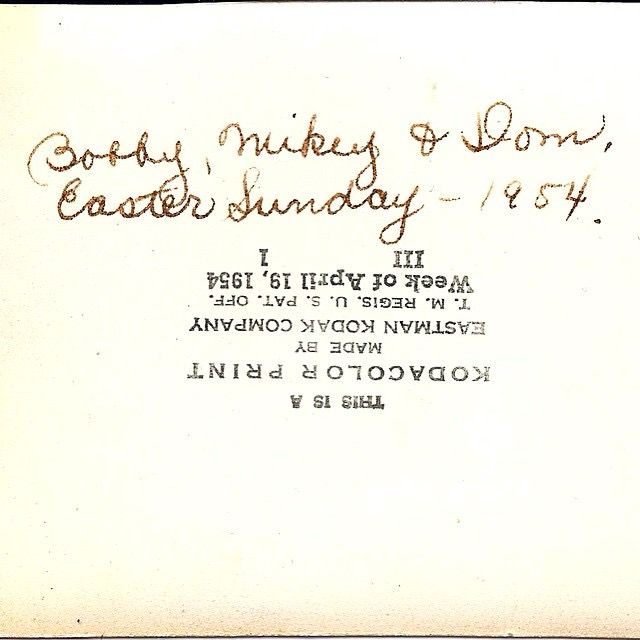 Bobby, Mikey & Dom.
Easter Sunday - 1954.
THIS IS A
KODACOLOR PRINT
MADE BY
EASTMAN KODAK COMPANY
T. M. REGIS. U. S. PAT. OFF.
Week of April 19, 1954
III 1